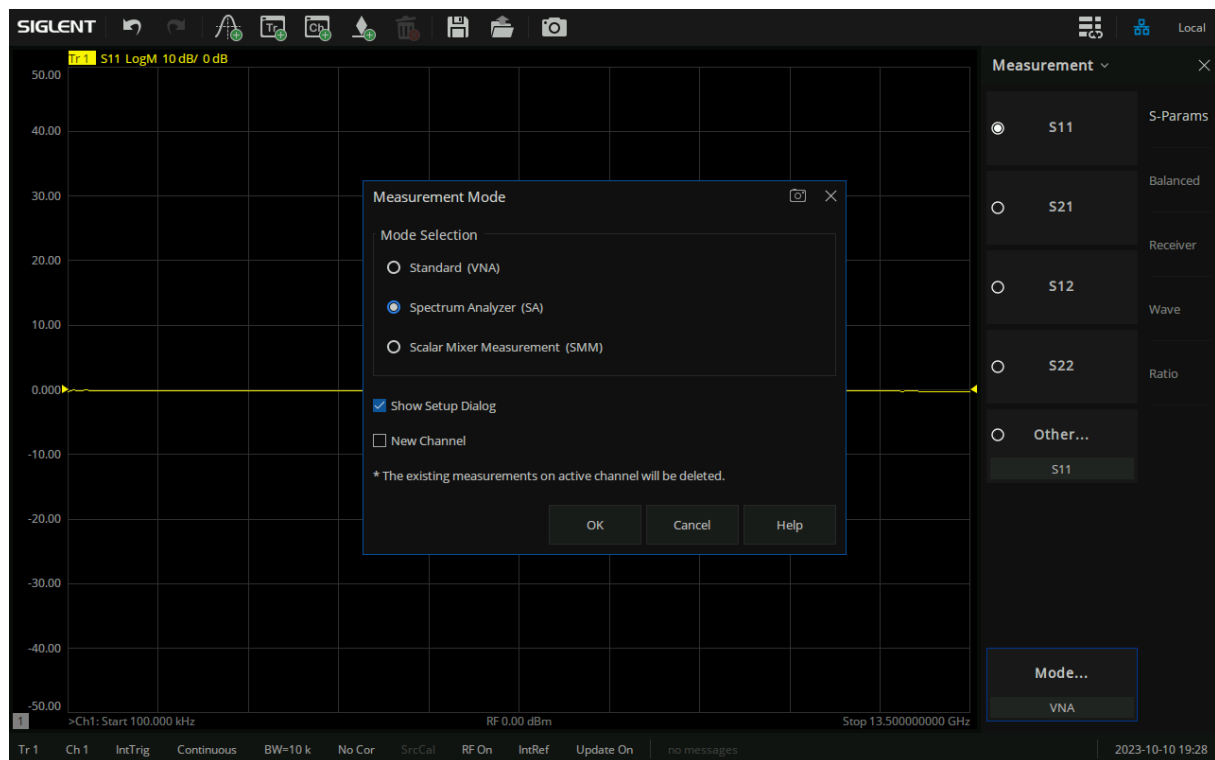 SIGLENT Tr Ch Local
Tr 1 S11 LogM 10 dB/ 0 dB
50.00
40.00
30.00
20.00
10.00
0.000
-10.00
-20.00
-30.00
-40.00
-50.00
Measurement Mode
Mode Selection
Standard (VNA)
Spectrum Analyzer (SA)
Scalar Mixer Measurement (SMM)
Show Setup Dialog
New Channel
* The existing measurements on active channel will be deleted.
OK Cancel Help
Measurement
S11
S21
S12
S22
Other...
S11
Mode...
VNA
S-Params
Balanced
Receiver
Wave
Ratio
1 >Ch1: Start 100.000 kHz RF 0.00 dBm Stop 13.500000000 GHz
Tr 1 Ch 1 IntTrig Continuous BW=10 k No Cor SrcCal RF On IntRef Update On no messages 2023-10-10 19:28